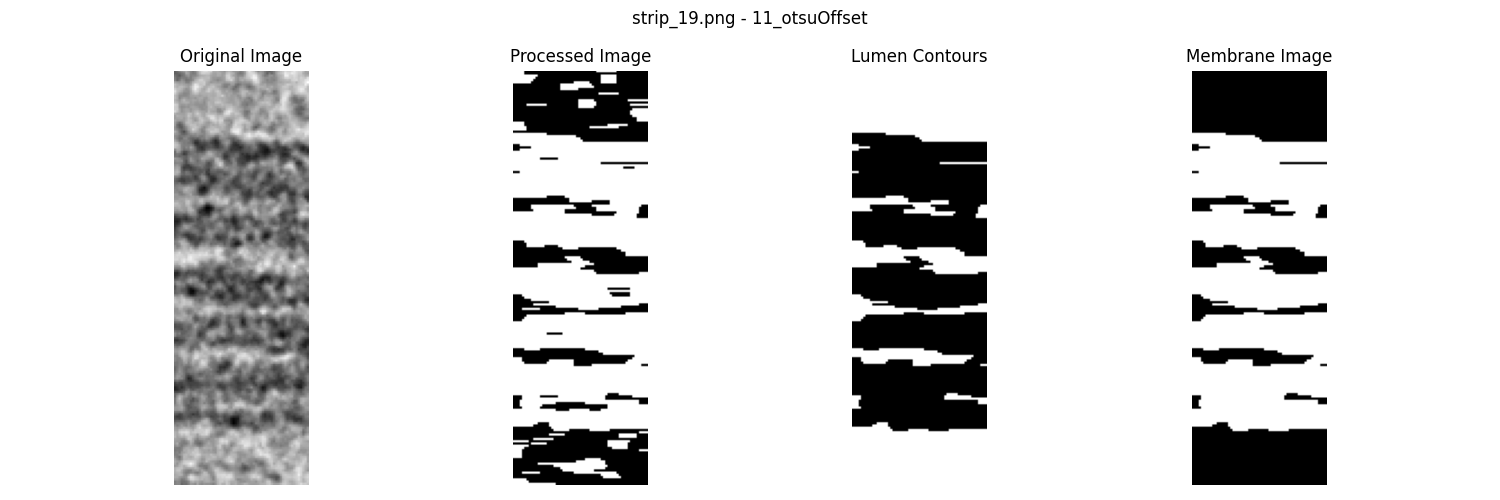 strip_19.png - 11_otsuOffset
Original Image
Processed Image
Lumen Contours
Membrane Image